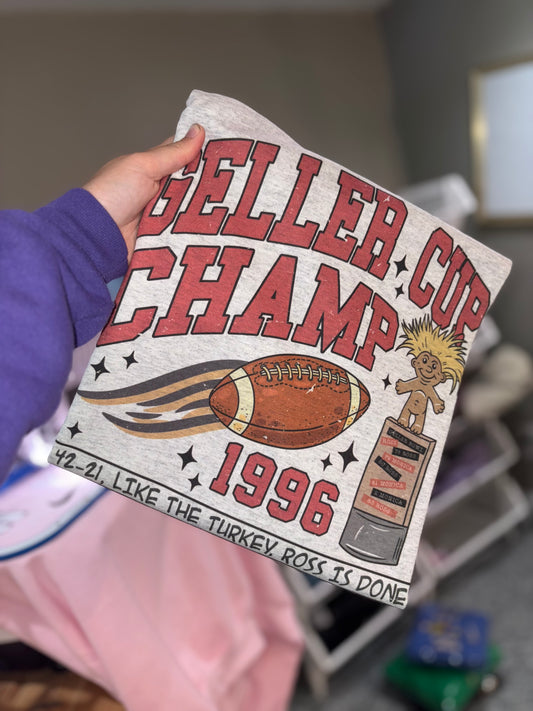 GELLER CUP
CHAMP
1996
42-21, LIKE THE TURKEY, ROSS IS DONE